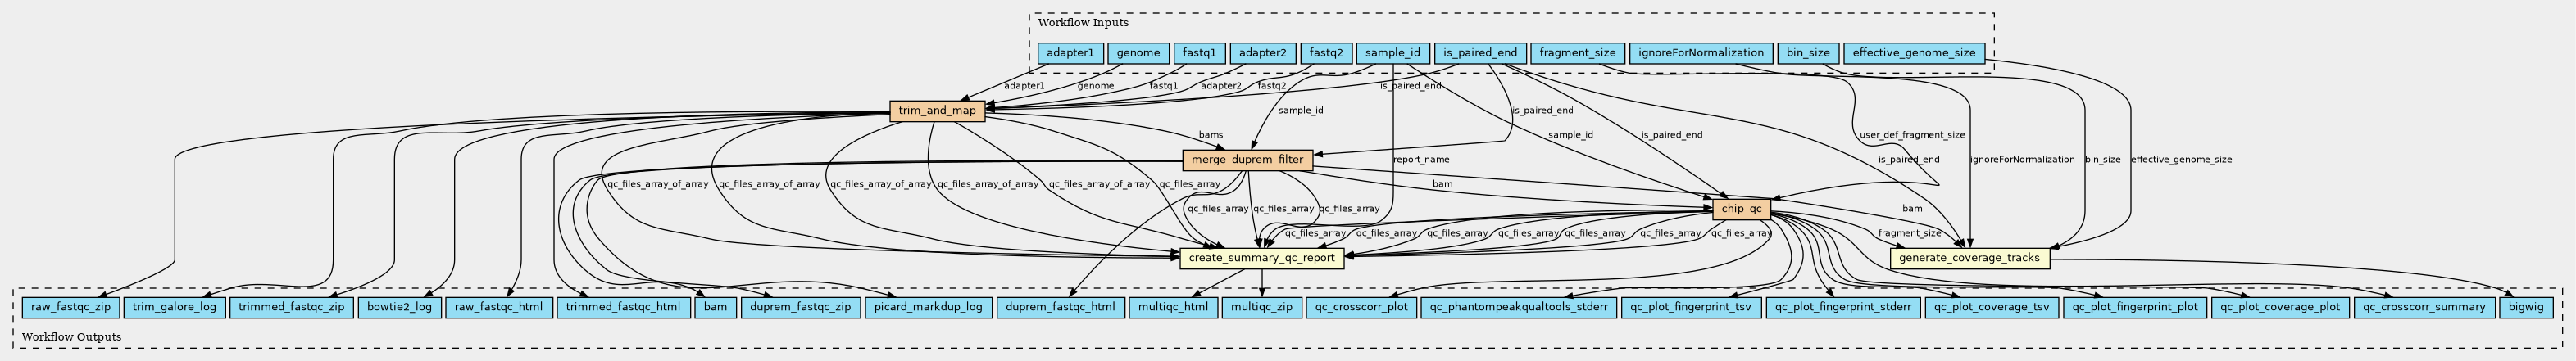 Workflow Inputs
adapter1 genome fastq1 adapter2 fastq2 sample_id is_paired_end fragment_size ignoreForNormalization bin_size effective_genome_size
adapter1 genome fastq1 adapter2 fastq2 is_paired_end
trim_and_map
sample_id is_paired_end
bams sample_id is_paired_end user_def_fragment_size
merge_duprem_filter report_name is_paired_end ignoreForNormalization bin_size effective_genome_size
qc_files_array_of_array qc_files_array_of_array qc_files_array_of_array qc_files_array_of_array qc_files_array_of_array qc_files_array bam
qc_files_array qc_files_array qc_files_array chip_qc bam
qc_files_array qc_files_array qc_files_array qc_files_array qc_files_array qc_files_array qc_files_array fragment_size
create_summary_qc_report generate_coverage_tracks
raw_fastqc_zip trim_galore_log trimmed_fastqc_zip bowtie2_log raw_fastqc_html trimmed_fastqc_html bam duprem_fastqc_zip picard_markdup_log duprem_fastqc_html multiqc_html multiqc_zip qc_crosscorr_plot qc_phantompeakqualtools_stderr qc_plot_fingerprint_tsv qc_plot_fingerprint_stderr qc_plot_coverage_tsv qc_plot_fingerprint_plot qc_plot_coverage_plot qc_crosscorr_summary bigwig
Workflow Outputs